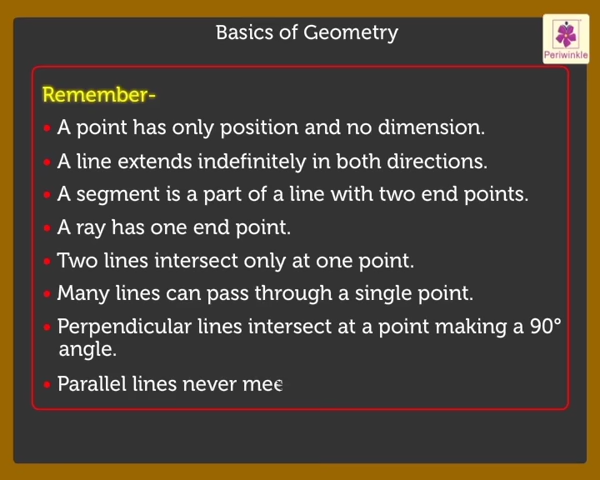 Basics of Geometry
Periwinkle
Remember-
• A point has only position and no dimension.
• A line extends indefinitely in both directions.
• A segment is a part of a line with two end points.
• A ray has one end point.
• Two lines intersect only at one point.
• Many lines can pass through a single point.
• Perpendicular lines intersect at a point making a 90°
angle.
• Parallel lines never mee